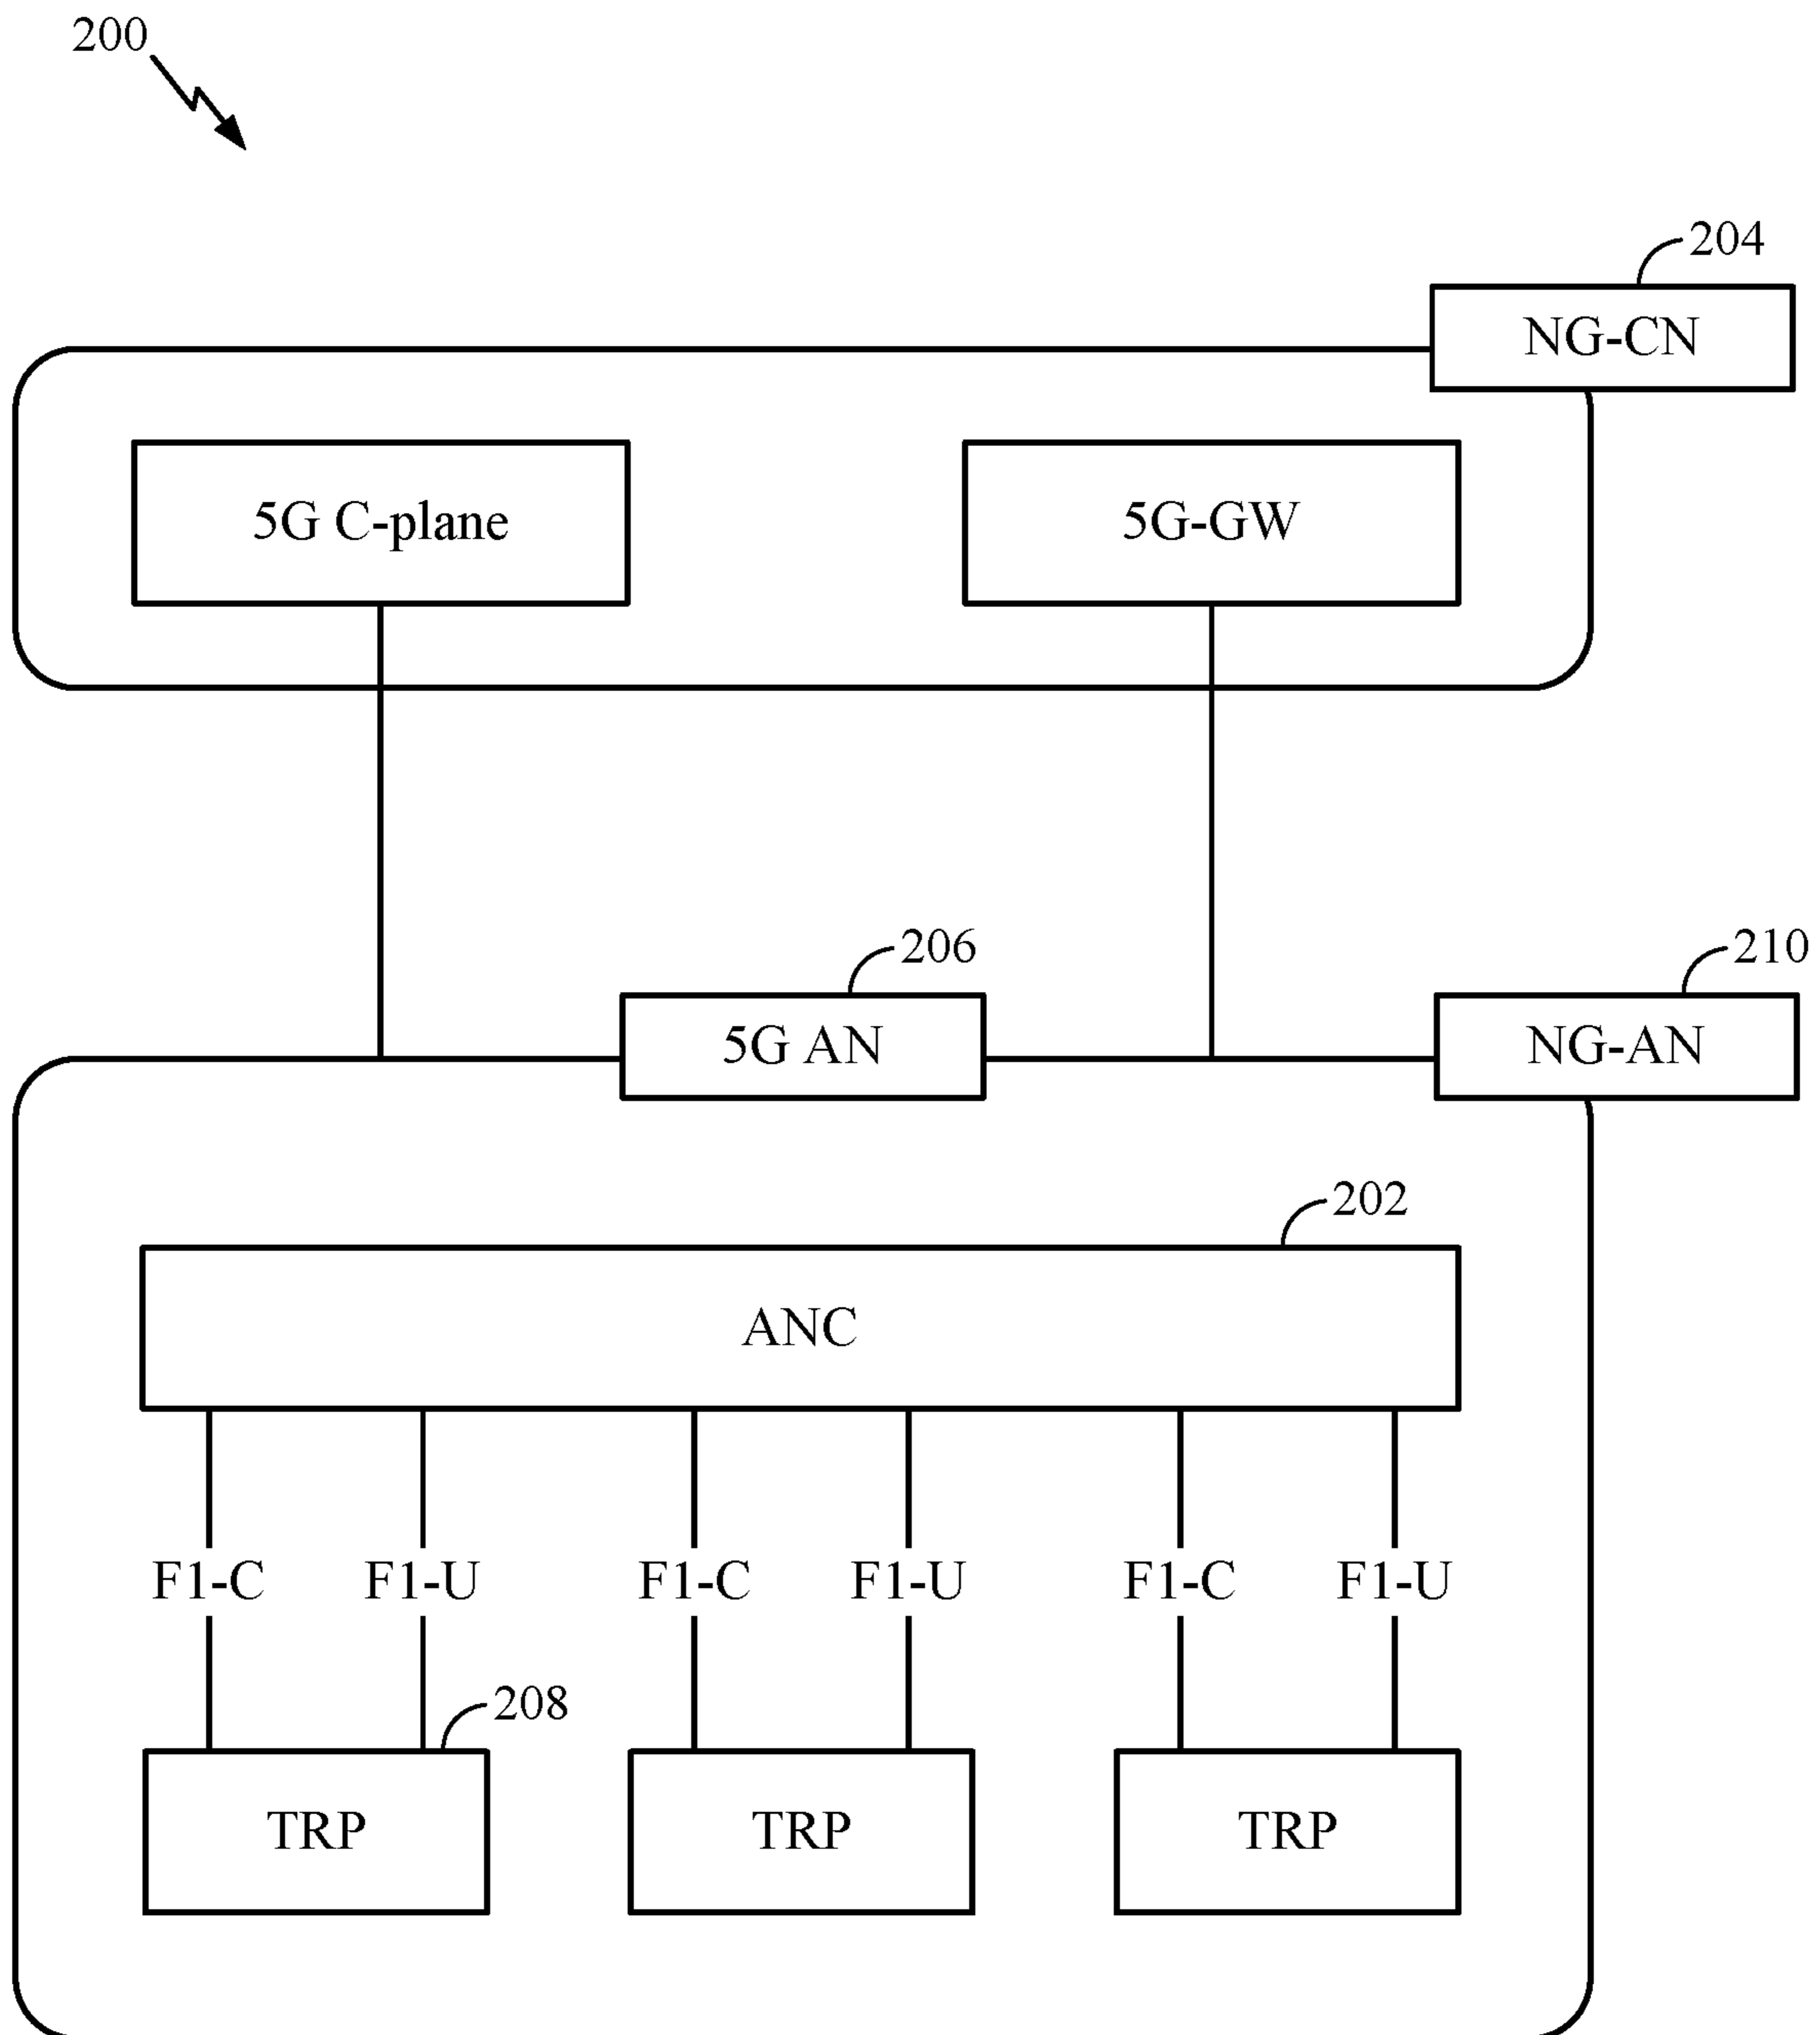 200
204
NG-CN
5G C-plane 5G-GW
206 210
5G AN NG-AN
202
ANC
F1-C F1-U F1-C F1-U F1-C F1-U
208
TRP TRP TRP